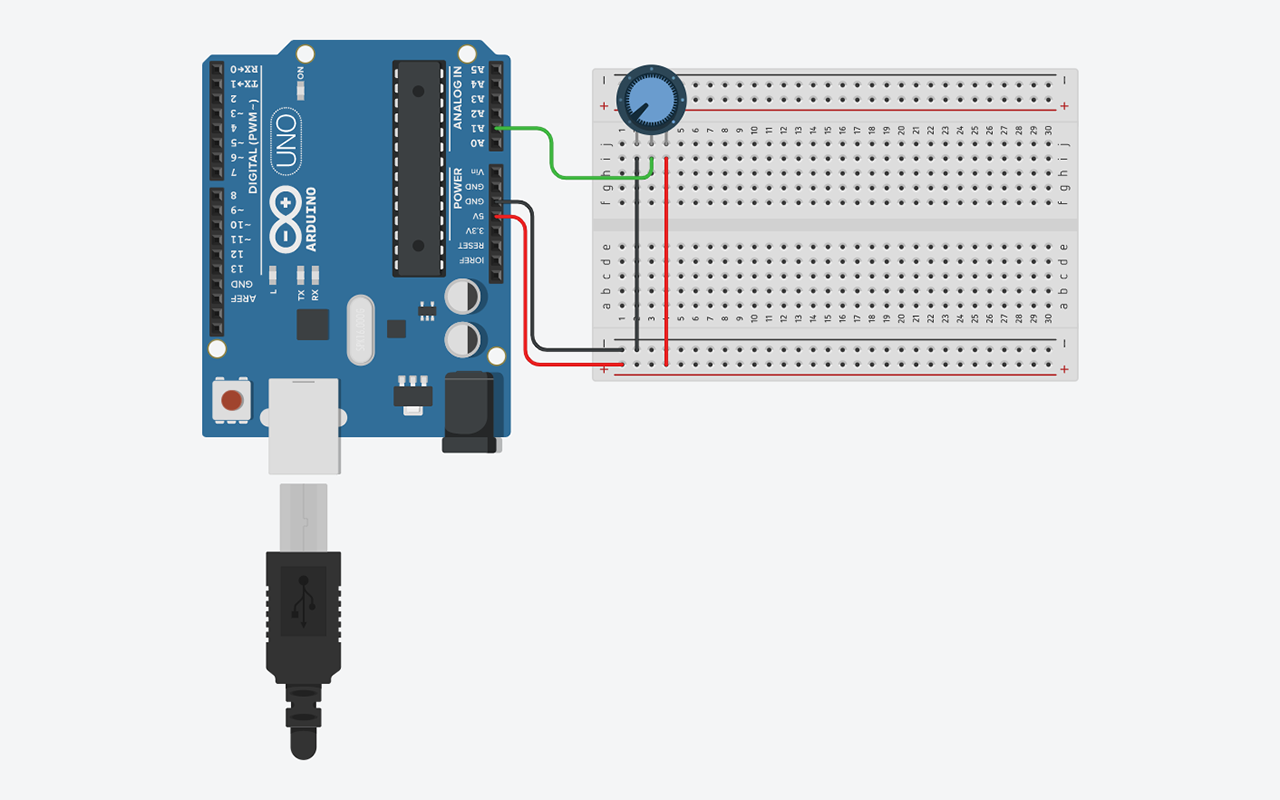 RX←0
TX→1
2
~3
4
~5
~6
7
8
~9
~10
~11
12
13
GND
AREF
DIGITAL (PWM~)
ON
UNO
ARDUINO
L
TX
RX
ANALOG IN
A5
A4
A3
A2
A1
A0
POWER
Vin
GND
GND
5V
3.3V
RESET
IOREF
− −
+ +
1 5 6 7 8 9 10 11 12 13 14 15 16 17 18 19 20 21 22 23 24 25 26 27 28 29 30
j j
i i
h h
g g
f f
e e
d d
c c
b b
a a
1 3 5 6 7 8 9 10 11 12 13 14 15 16 17 18 19 20 21 22 23 24 25 26 27 28 29 30
− −
+ +